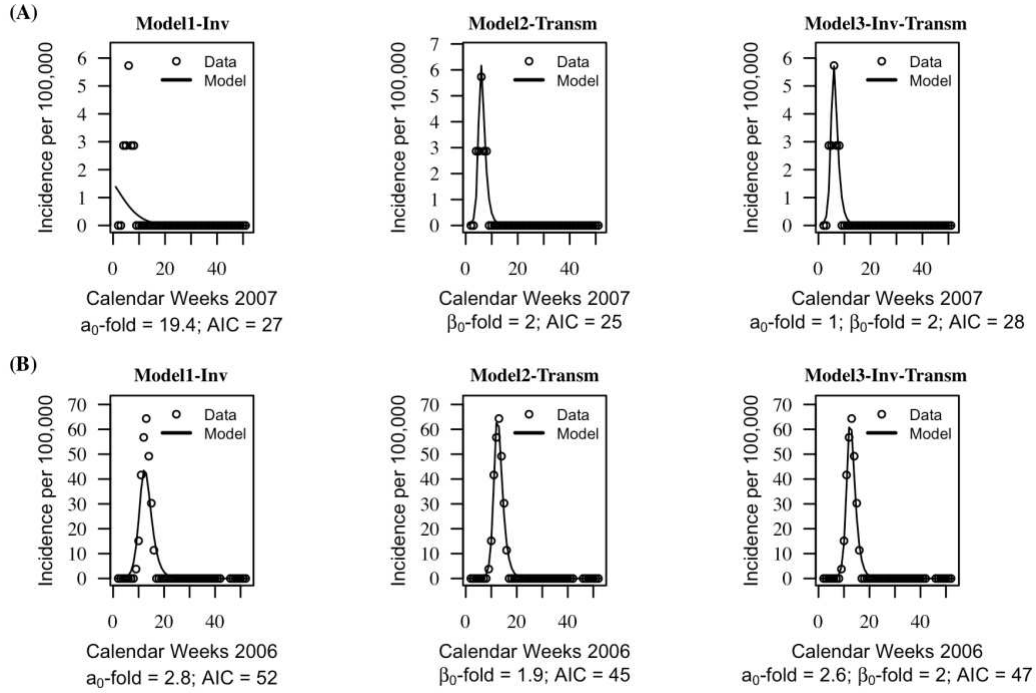 (A)
Model1-Inv Model2-Transm Model3-Inv-Transm
Incidence per 100,000
6
5
4
3
2
1
0
Data
Model
0 20 40
Calendar Weeks 2007
a₀-fold = 19.4; AIC = 27
Incidence per 100,000
7
6
5
4
3
2
1
0
Data
Model
0 20 40
Calendar Weeks 2007
β₀-fold = 2; AIC = 25
Incidence per 100,000
6
5
4
3
2
1
0
Data
Model
0 20 40
Calendar Weeks 2007
a₀-fold = 1; β₀-fold = 2; AIC = 28
(B)
Model1-Inv Model2-Transm Model3-Inv-Transm
Incidence per 100,000
70
60
50
40
30
20
10
0
Data
Model
0 20 40
Calendar Weeks 2006
a₀-fold = 2.8; AIC = 52
Incidence per 100,000
70
60
50
40
30
20
10
0
Data
Model
0 20 40
Calendar Weeks 2006
β₀-fold = 1.9; AIC = 45
Incidence per 100,000
70
60
50
40
30
20
10
0
Data
Model
0 20 40
Calendar Weeks 2006
a₀-fold = 2.6; β₀-fold = 2; AIC = 47